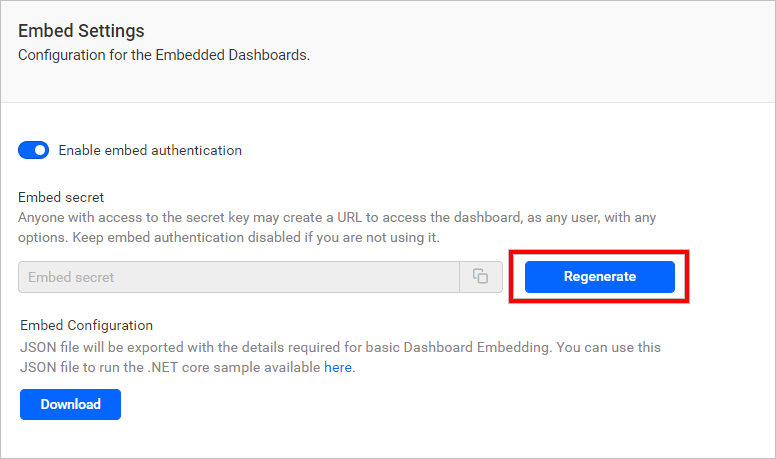 Embed Settings
Configuration for the Embedded Dashboards.
Enable embed authentication
Embed secret
Anyone with access to the secret key may create a URL to access the dashboard, as any user, with any
options. Keep embed authentication disabled if you are not using it.
Embed secret
Regenerate
Embed Configuration
JSON file will be exported with the details required for basic Dashboard Embedding. You can use this
JSON file to run the .NET core sample available here.
Download